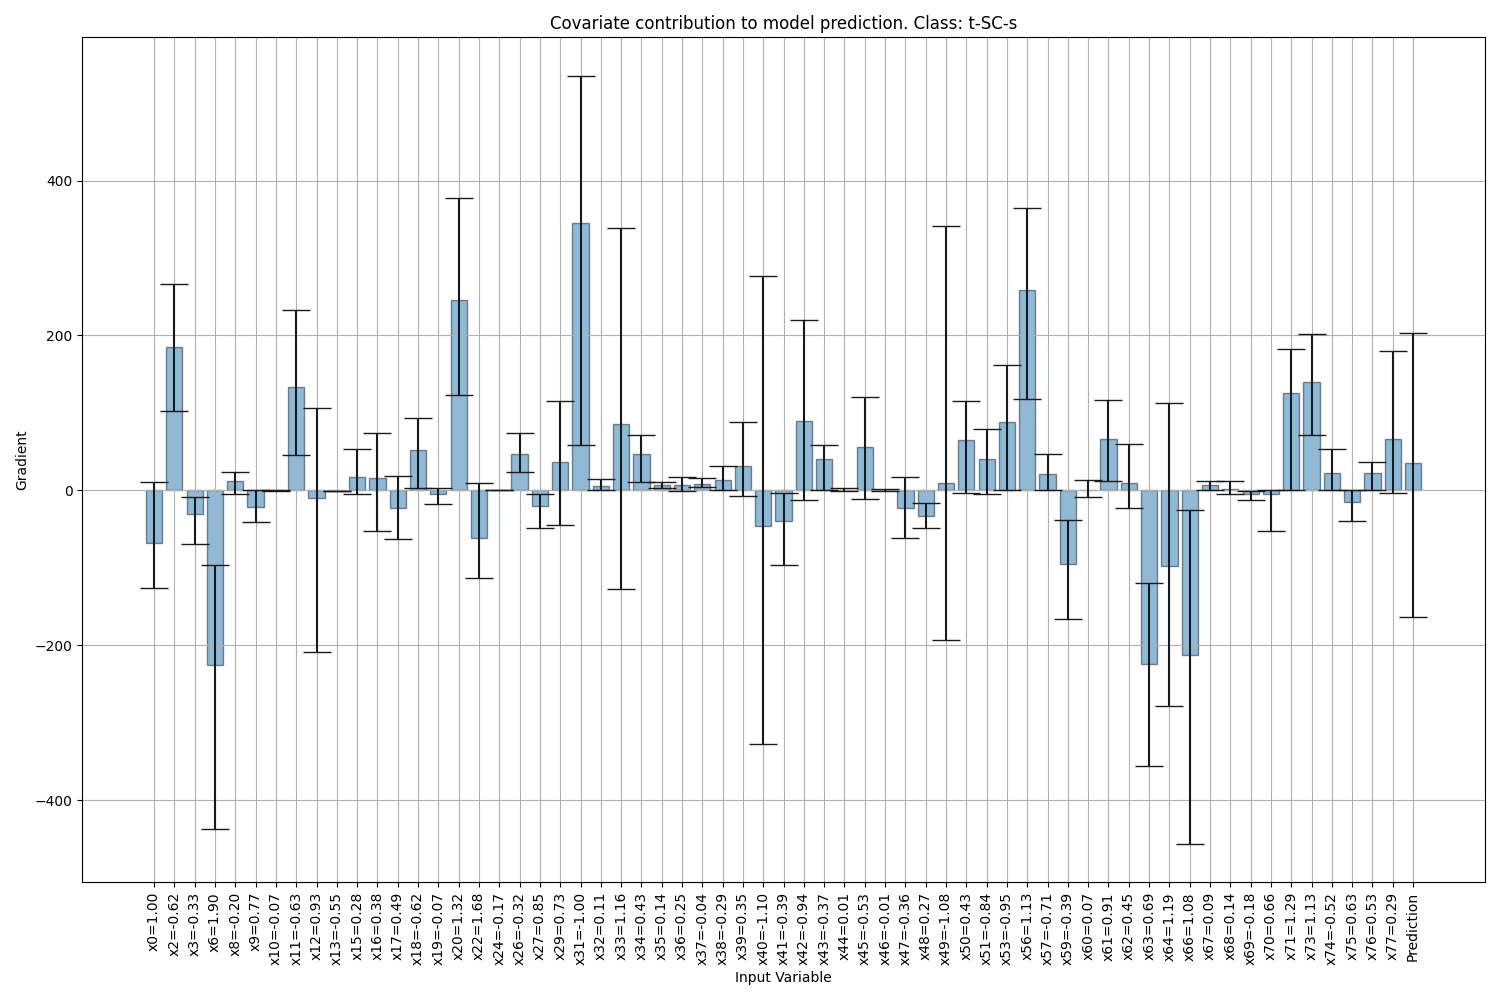 Covariate contribution to model prediction. Class: t-SC-s
Gradient
400
200
0
−200
−400
x0=1.00
x2=-0.62
x3=-0.33
x6=1.90
x8=-0.20
x9=0.77
x10=-0.07
x11=-0.63
x12=0.93
x13=-0.55
x15=0.28
x16=0.38
x17=0.49
x18=-0.62
x19=-0.07
x20=1.32
x22=1.68
x24=-0.17
x26=-0.32
x27=0.85
x29=0.73
x31=-1.00
x32=0.11
x33=1.16
x34=0.43
x35=0.14
x36=0.25
x37=-0.04
x38=-0.29
x39=0.35
x40=-1.10
x41=-0.39
x42=-0.94
x43=-0.37
x44=0.01
x45=-0.53
x46=-0.01
x47=-0.36
x48=0.27
x49=-1.08
x50=0.43
x51=-0.84
x53=-0.95
x56=1.13
x57=-0.71
x59=-0.39
x60=0.07
x61=0.91
x62=0.45
x63=0.69
x64=1.19
x66=1.08
x67=0.09
x68=0.14
x69=-0.18
x70=0.66
x71=1.29
x73=1.13
x74=-0.52
x75=0.63
x76=0.53
x77=0.29
Prediction
Input Variable